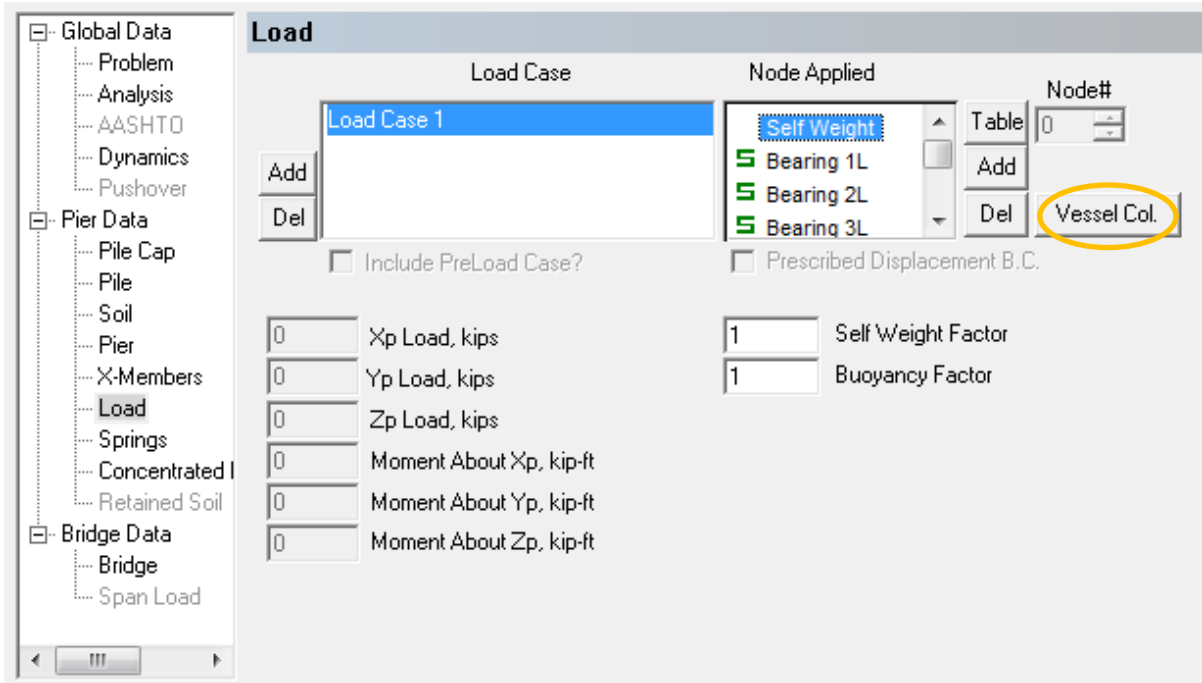 Global Data
Problem
Analysis
AASHTO
Dynamics
Pushover
Pier Data
Pile Cap
Pile
Soil
Pier
X-Members
Load
Springs
Concentrated
Retained Soil
Bridge Data
Bridge
Span Load
Load
Load Case
Node Applied
Node#
Load Case 1
Self Weight
Bearing 1L
Bearing 2L
Bearing 3L
Add
Del
Table
Add
Del
0
Vessel Col.
Include PreLoad Case?
Prescribed Displacement B.C.
0 Xp Load, kips
0 Yp Load, kips
0 Zp Load, kips
0 Moment About Xp, kip-ft
0 Moment About Yp, kip-ft
0 Moment About Zp, kip-ft
1 Self Weight Factor
1 Buoyancy Factor